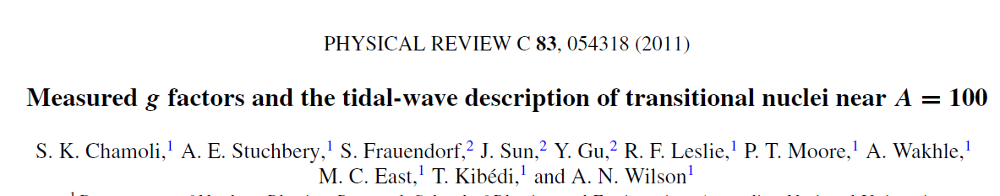 PHYSICAL REVIEW C 83, 054318 (2011)
Measured g factors and the tidal-wave description of transitional nuclei near A = 100
S. K. Chamoli,1 A. E. Stuchbery,1 S. Frauendorf,2 J. Sun,2 Y. Gu,2 R. F. Leslie,1 P. T. Moore,1 A. Wakhle,1
M. C. East,1 T. Kibédi,1 and A. N. Wilson1